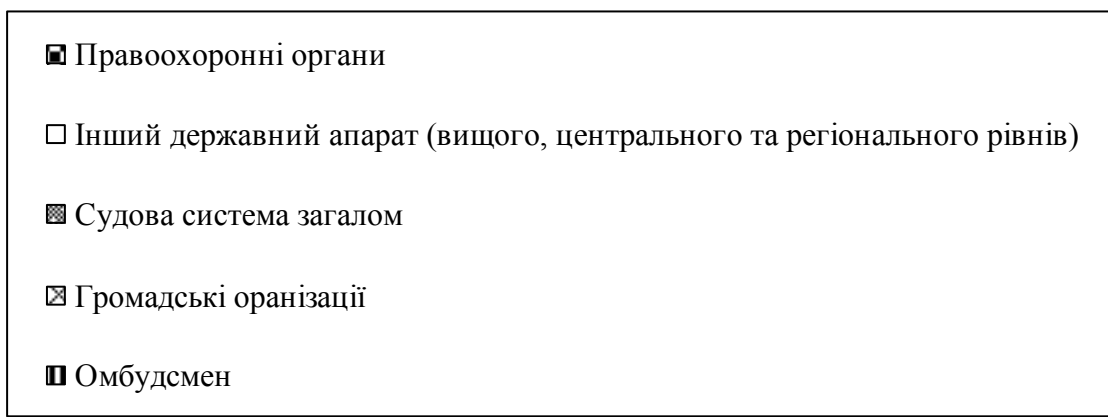 Правоохоронні органи
Інший державний апарат (вищого, центрального та регіонального рівнів)
Судова система загалом
Громадські оранізації
Омбудсмен